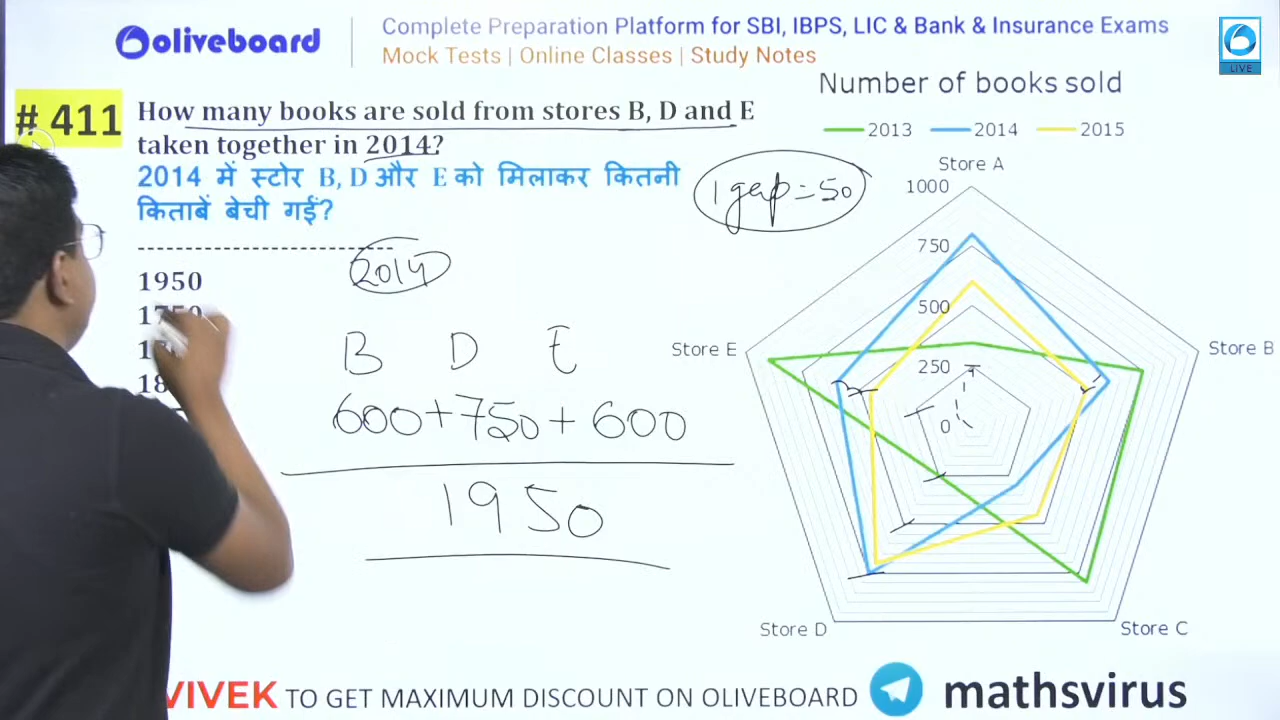 oliveboard
Complete Preparation Platform for SBI, IBPS, LIC & Bank & Insurance Exams
Mock Tests | Online Classes | Study Notes
LIVE
# 411
How many books are sold from stores B, D and E
taken together in 2014?
2014 में स्टोर B, D और E को मिलाकर कितनी
किताबें बेची गईं?
1950
2014
B D E
600+750+600
1950
1 gap = 50
Number of books sold
2013 2014 2015
Store A
1000
750
500
250
0
Store B
Store E
Store D
Store C
VIVEK TO GET MAXIMUM DISCOUNT ON OLIVEBOARD
mathsvirus